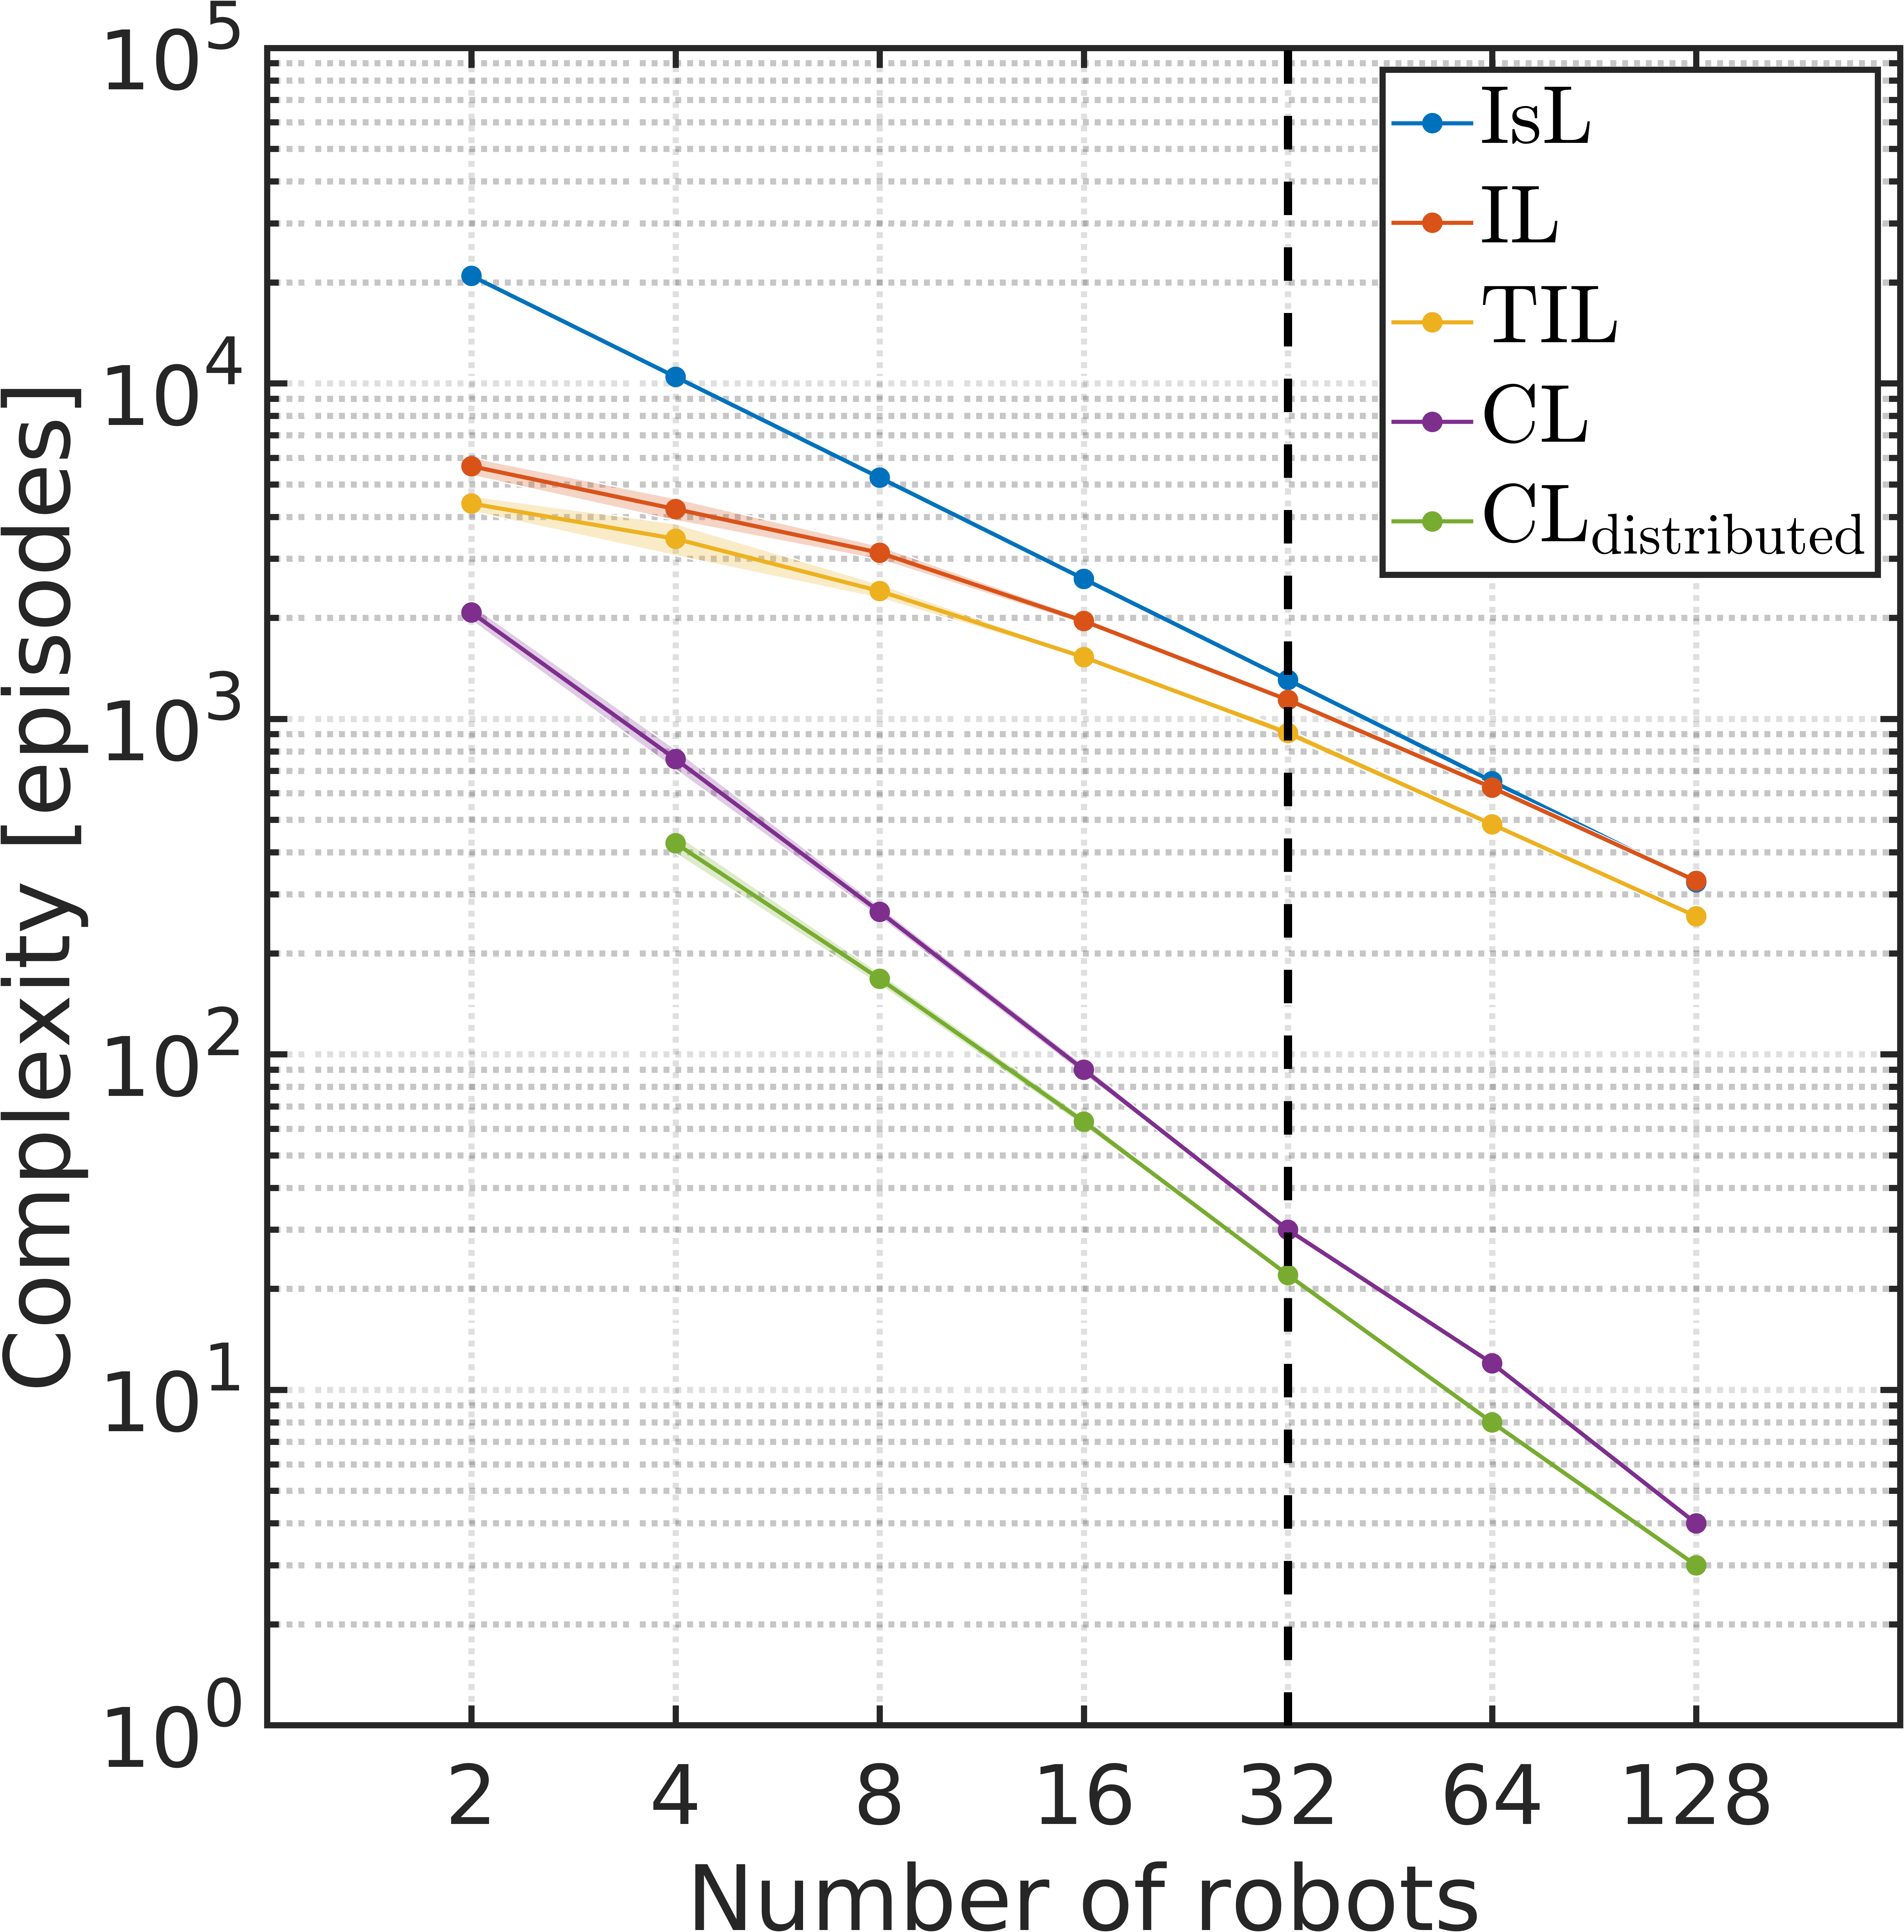 Complexity [episodes]
10^5
10^4
10^3
10^2
10^1
10^0
IsL
IL
TIL
CL
CL_distributed
2 4 8 16 32 64 128
Number of robots